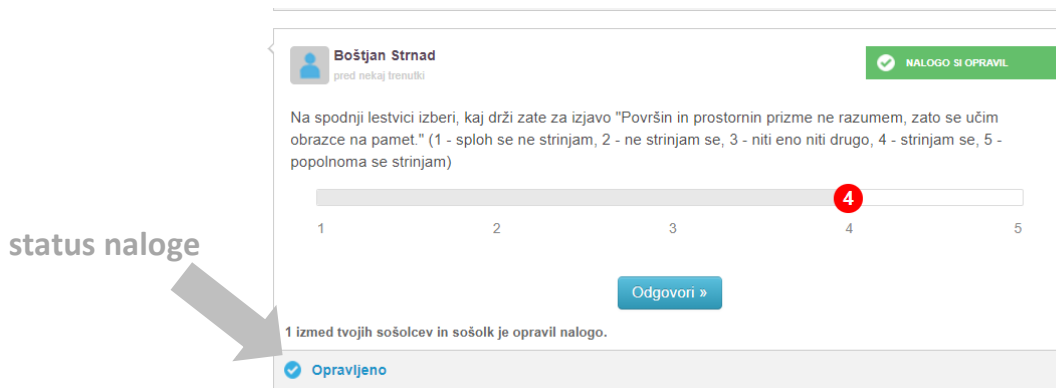 Boštjan Strnad
pred nekaj trenutki
NALOGO SI OPRAVIL
Na spodnji lestvici izberi, kaj drži zate za izjavo "Površin in prostornin prizme ne razumem, zato se učim
obrazce na pamet." (1 - sploh se ne strinjam, 2 - ne strinjam se, 3 - niti eno niti drugo, 4 - strinjam se, 5 -
popolnoma se strinjam)
4
1 2 3 4 5
status naloge
Odgovori »
1 izmed tvojih sošolcev in sošolk je opravil nalogo.
Opravljeno